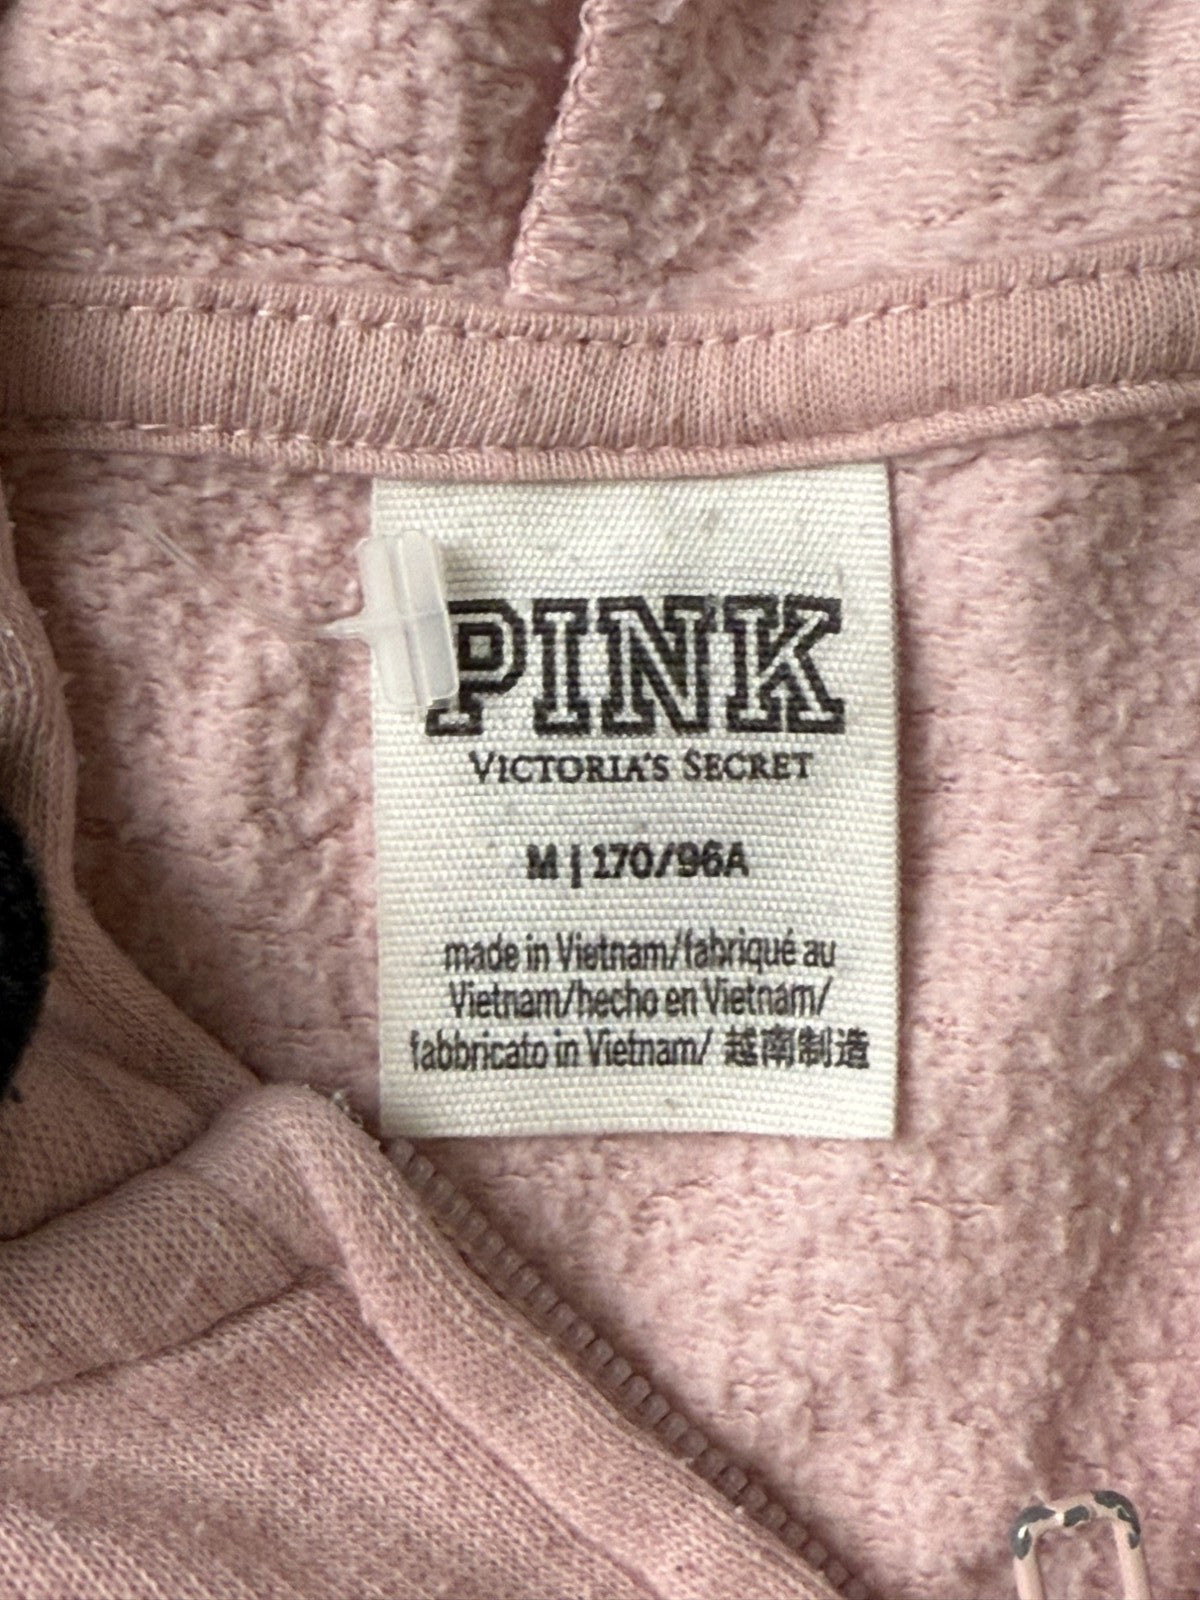 PINK
VICTORIA'S SECRET
M | 170/96A
made in Vietnam/fabriqué au
Vietnam/hecho en Vietnam/
fabbricato in Vietnam/ 越南制造